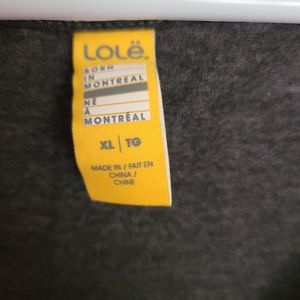 LOLË
BORN
IN
MONTREAL
NÉ
À
MONTRÉAL
XL | TG
MADE IN / FAIT EN
CHINA /
CHINE